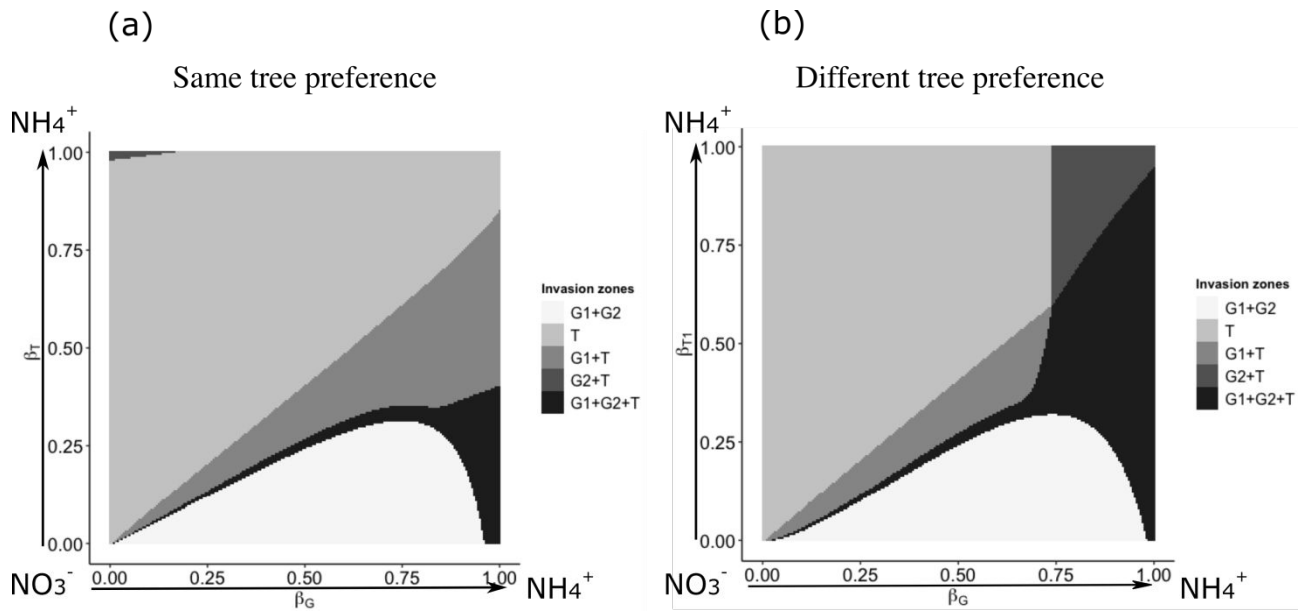 (a)
Same tree preference
NH₄⁺
1.00
0.75
0.50
0.25
0.00
βT
NO₃⁻
0.00 0.25 0.50 0.75 1.00
βG
NH₄⁺
Invasion zones
G1+G2
T
G1+T
G2+T
G1+G2+T
(b)
Different tree preference
NH₄⁺
1.00
0.75
0.50
0.25
0.00
βT1
NO₃⁻
0.00 0.25 0.50 0.75 1.00
βG
NH₄⁺
Invasion zones
G1+G2
T
G1+T
G2+T
G1+G2+T